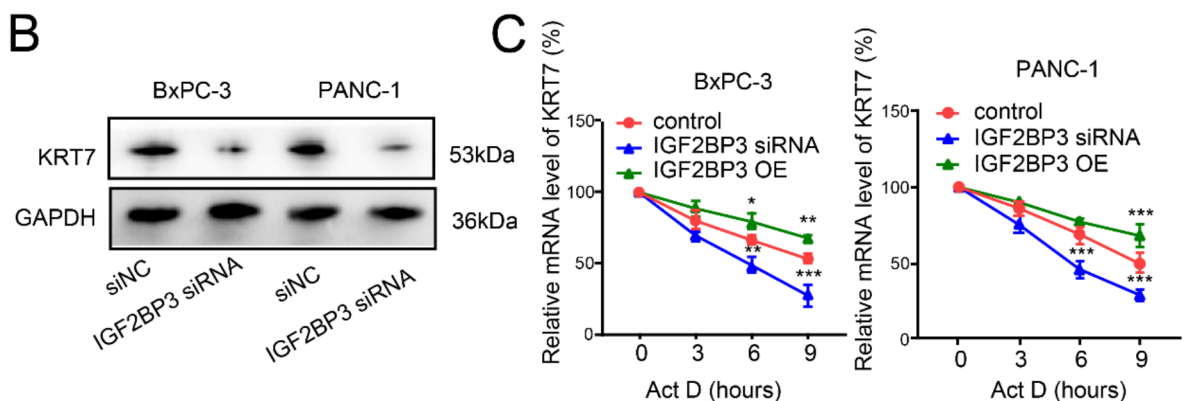 B
BxPC-3 PANC-1
KRT7 53kDa
GAPDH 36kDa
siNC IGF2BP3 siRNA siNC IGF2BP3 siRNA
C
BxPC-3
Relative mRNA level of KRT7 (%)
control
IGF2BP3 siRNA
IGF2BP3 OE
150
100
50
0
* **
** ***
0 3 6 9
Act D (hours)
PANC-1
Relative mRNA level of KRT7 (%)
control
IGF2BP3 siRNA
IGF2BP3 OE
150
100
50
0
***
*** ***
0 3 6 9
Act D (hours)